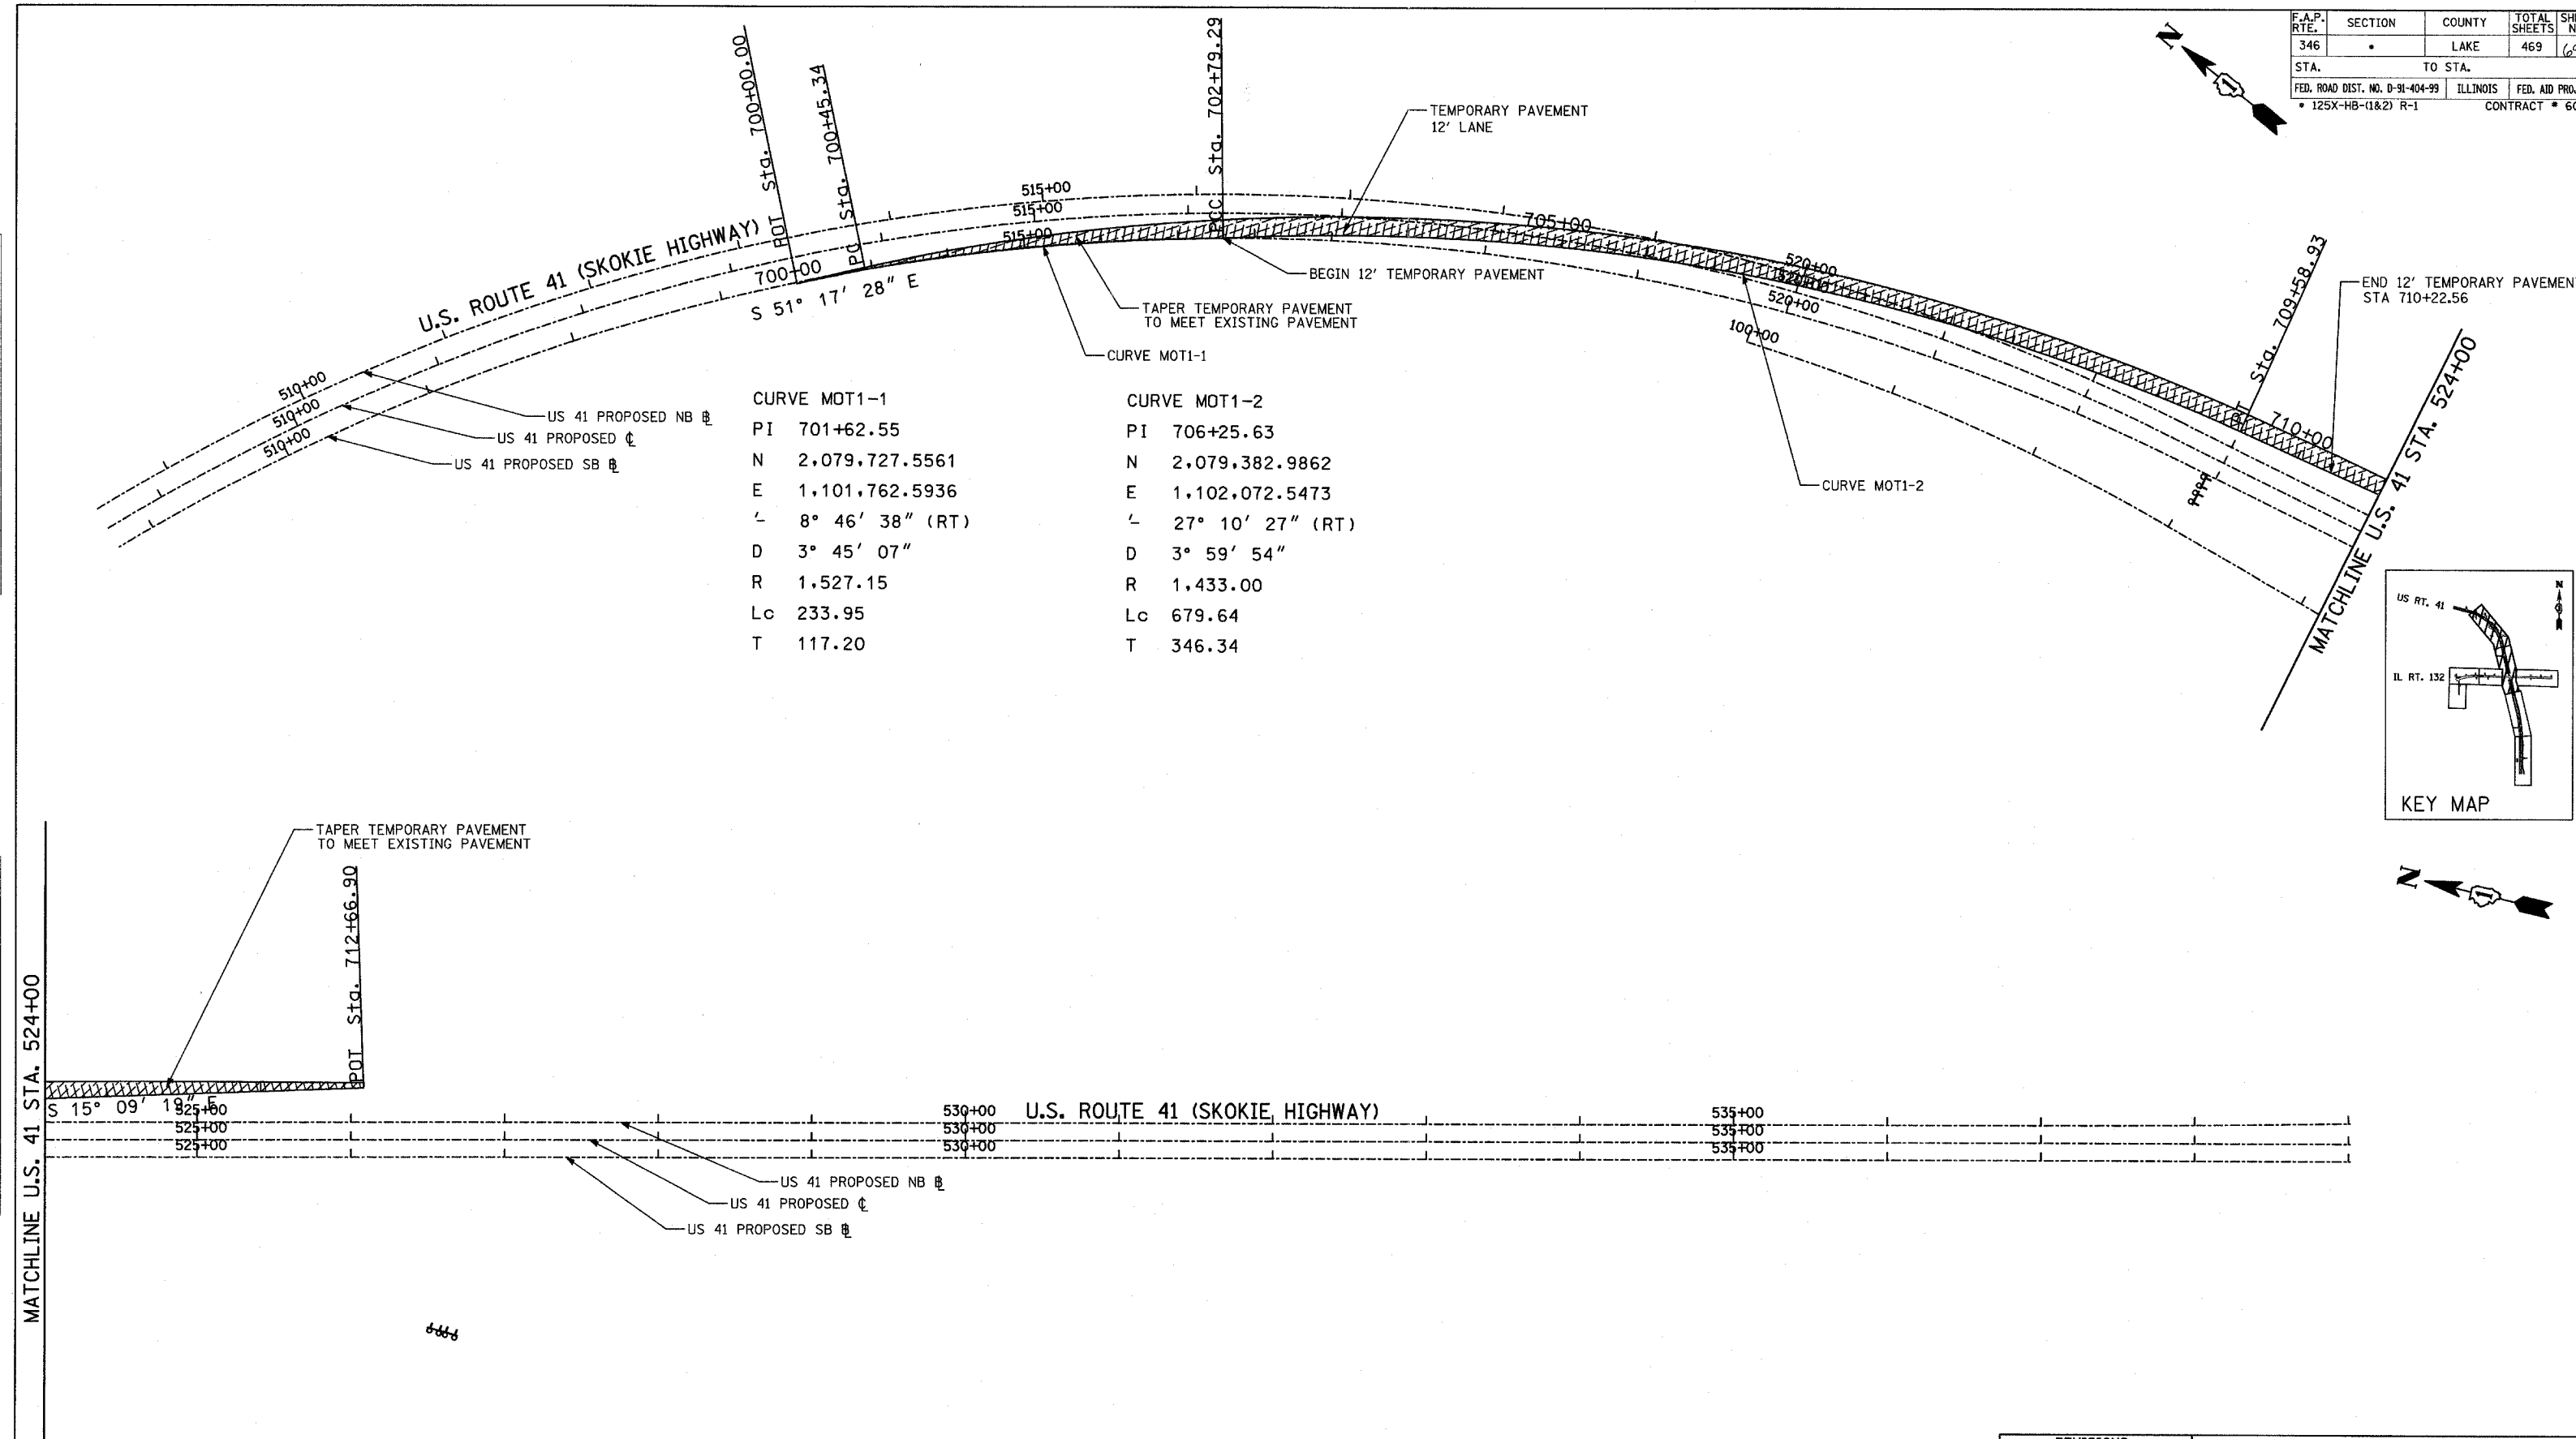 F.A.P. RTE. SECTION COUNTY TOTAL SHEETS
346 • LAKE 469
STA. TO STA.
FED. ROAD DIST. NO. D-91-404-99 ILLINOIS FED. AID
• 125X-HB-(1&2) R-1 CONTRACT #
N
1
POT Sta. 700+00.00
PC Sta. 700+45.34
PCC Sta. 702+79.29
TEMPORARY PAVEMENT
12' LANE
515+00
515+00
515+00
705+00
U.S. ROUTE 41 (SKOKIE HIGHWAY)
700+00
S 51° 17' 28" E
BEGIN 12' TEMPORARY PAVEMENT
TAPER TEMPORARY PAVEMENT
TO MEET EXISTING PAVEMENT
CURVE MOT1-1
520+00
520+00
520+00
100+00
Sta. 709+58.93
END 12' TEMPORARY PAVEMEN
STA 710+22.56
710+00
MATCHLINE U.S. 41 STA. 524+00
CURVE MOT1-2
510+00
510+00
510+00
US 41 PROPOSED NB ⅊
US 41 PROPOSED ℄
US 41 PROPOSED SB ⅊
CURVE MOT1-1
PI 701+62.55
N 2,079,727.5561
E 1,101,762.5936
'- 8° 46' 38" (RT)
D 3° 45' 07"
R 1,527.15
Lc 233.95
T 117.20
CURVE MOT1-2
PI 706+25.63
N 2,079,382.9862
E 1,102,072.5473
'- 27° 10' 27" (RT)
D 3° 59' 54"
R 1,433.00
Lc 679.64
T 346.34
US RT. 41
N
IL RT. 132
KEY MAP
N
1
TAPER TEMPORARY PAVEMENT
TO MEET EXISTING PAVEMENT
POT Sta. 712+66.90
MATCHLINE U.S. 41 STA. 524+00
S 15° 09' 19" E
525+00
525+00
525+00
530+00
530+00
530+00
U.S. ROUTE 41 (SKOKIE HIGHWAY)
535+00
535+00
535+00
US 41 PROPOSED NB ⅊
US 41 PROPOSED ℄
US 41 PROPOSED SB ⅊